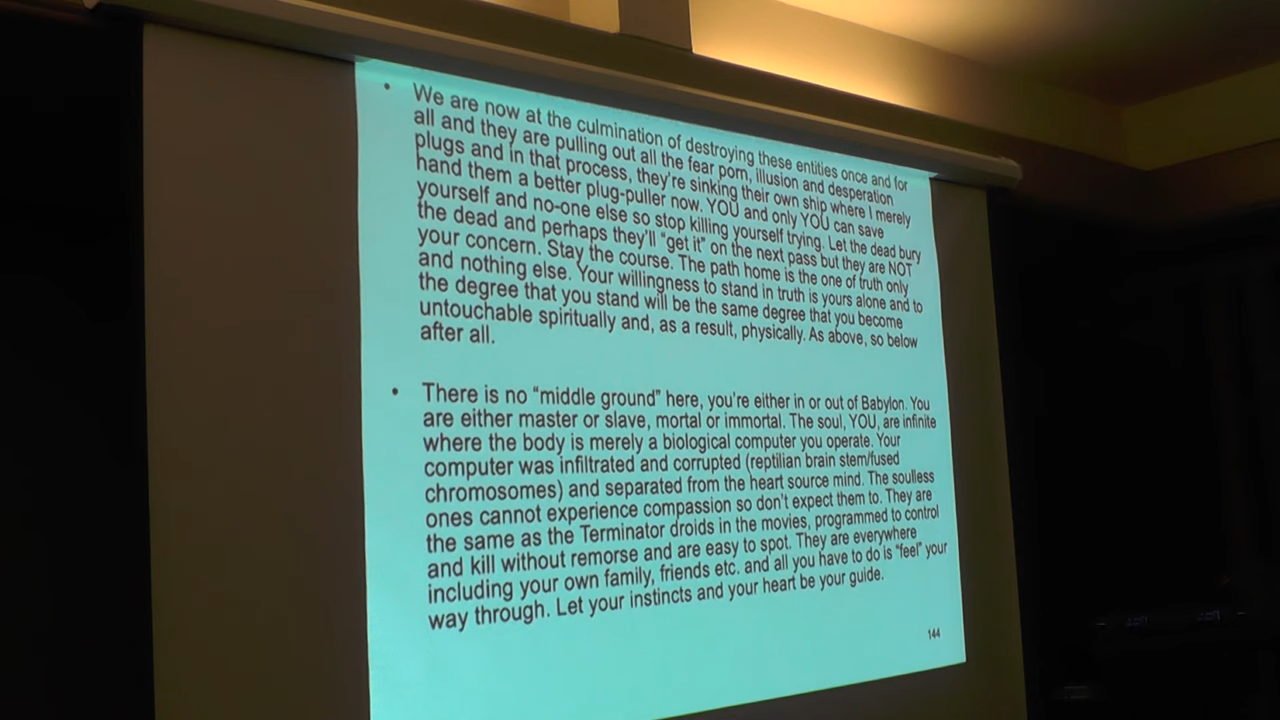 • We are now at the culmination of destroying these entities once and for
all and they are pulling out all the fear porn, illusion and desperation
plugs and in that process, they're sinking their own ship where I merely
hand them a better plug-puller now. YOU and only YOU can save
yourself and no-one else so stop killing yourself trying. Let the dead bury
the dead and perhaps they'll "get it" on the next pass but they are NOT
your concern. Stay the course. The path home is the one of truth only
and nothing else. Your willingness to stand in truth is yours alone and to
the degree that you stand will be the same degree that you become
untouchable spiritually and, as a result, physically. As above, so below
after all.
• There is no "middle ground" here, you're either in or out of Babylon. You
are either master or slave, mortal or immortal. The soul, YOU, are infinite
where the body is merely a biological computer you operate. Your
computer was infiltrated and corrupted (reptilian brain stem/fused
chromosomes) and separated from the heart source mind. The soulless
ones cannot experience compassion so don't expect them to. They are
the same as the Terminator droids in the movies, programmed to control
and kill without remorse and are easy to spot. They are everywhere
including your own family, friends etc. and all you have to do is "feel" your
way through. Let your instincts and your heart be your guide.
144